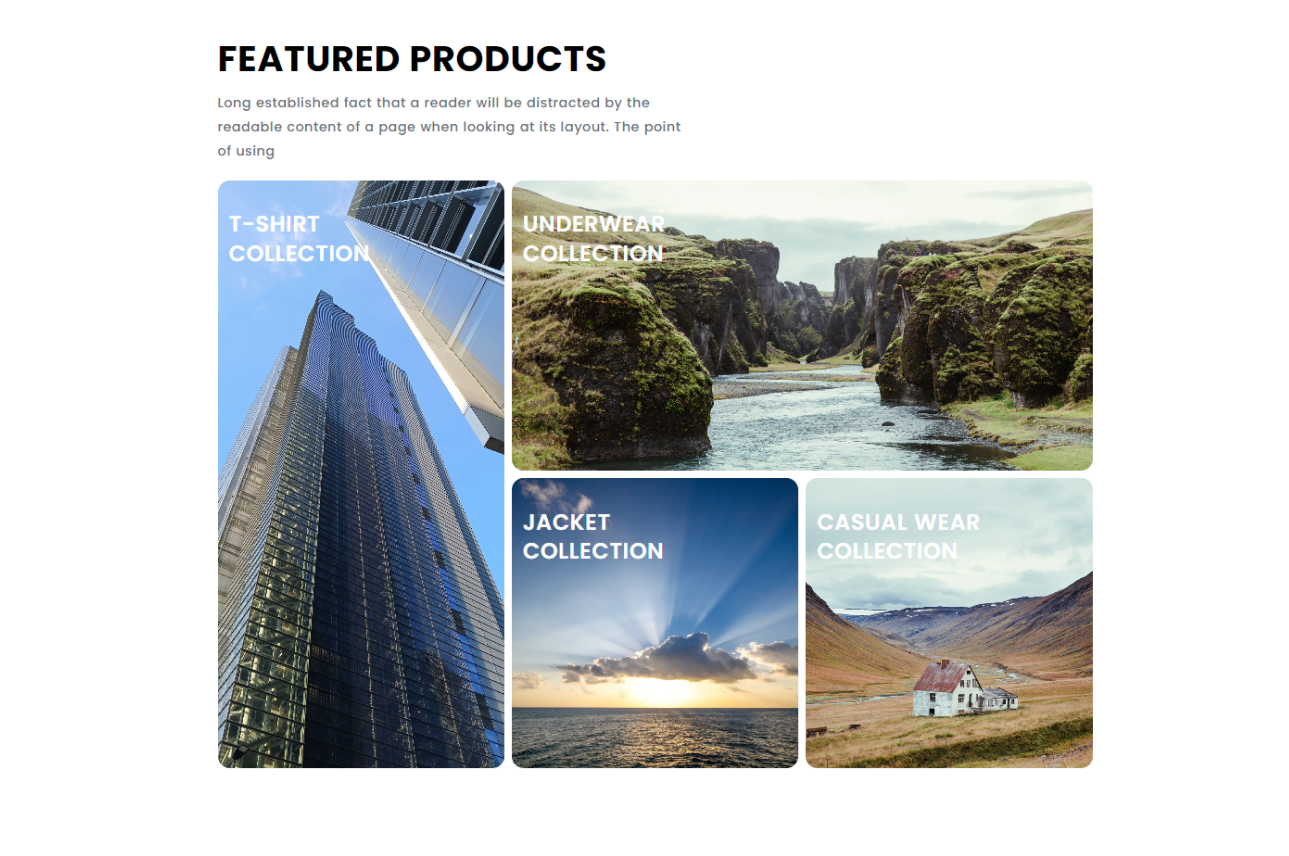 FEATURED PRODUCTS
Long established fact that a reader will be distracted by the
readable content of a page when looking at its layout. The point
of using
T-SHIRT
COLLECTION
UNDERWEAR
COLLECTION
JACKET
COLLECTION
CASUAL WEAR
COLLECTION